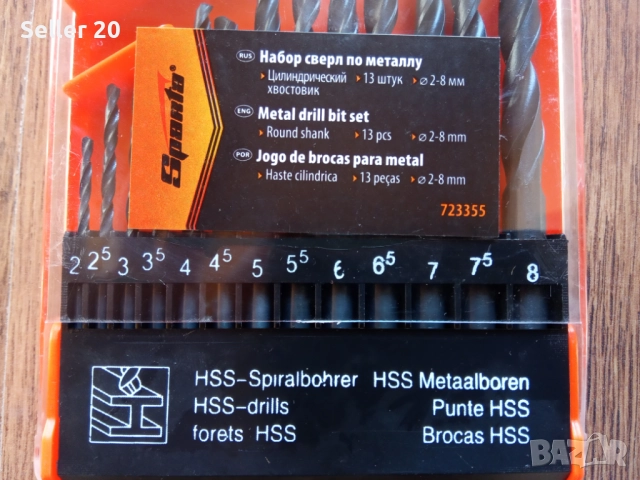 Seller 20
Sparta
RUS Набор сверл по металлу
Цилиндрический хвостовик
13 штук
⌀ 2-8 мм
ENG Metal drill bit set
Round shank
13 pcs
⌀ 2-8 mm
POR Jogo de brocas para metal
Haste cilíndrica
13 peças
⌀ 2-8 mm
723355
2 2⁵ 3 3⁵ 4 4⁵ 5 5⁵ 6 6⁵ 7 7⁵ 8
HSS-Spiralbohrer HSS Metaalboren
HSS-drills Punte HSS
forets HSS Brocas HSS
BAZAR